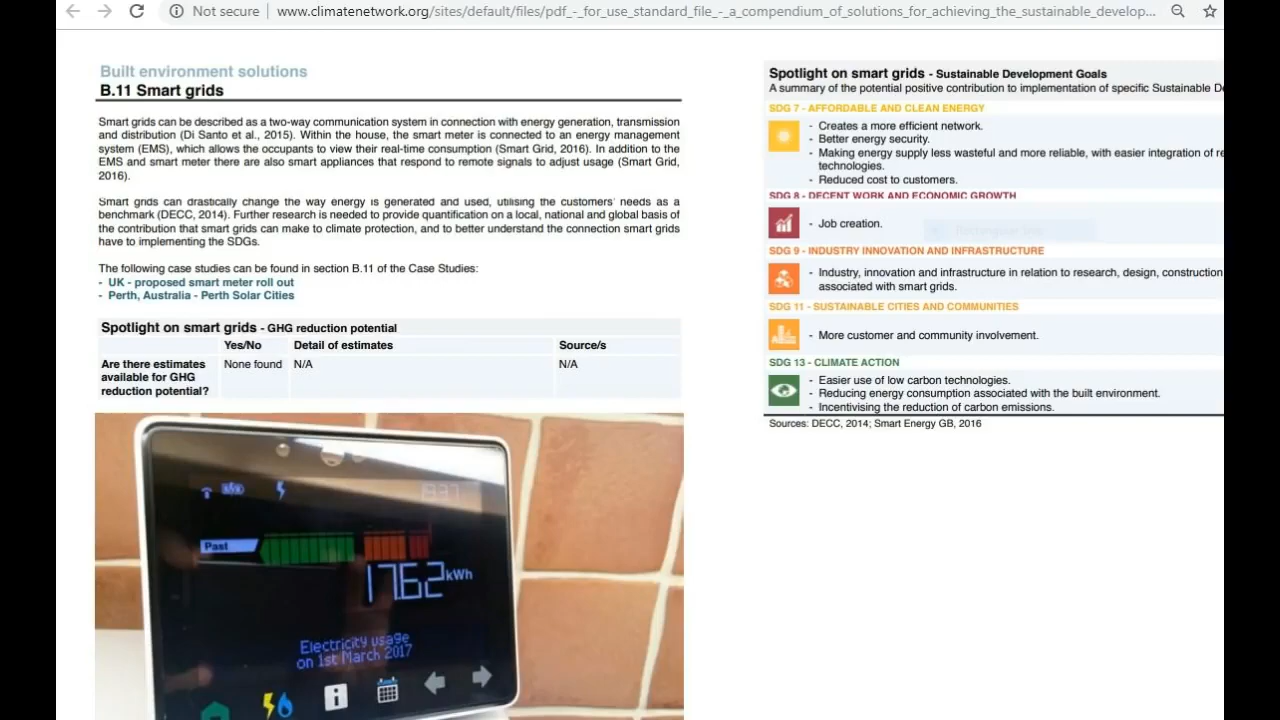 Not secure
www.climatenetwork.org/sites/default/files/pdf_-_for_use_standard_file_-_a_compendium_of_solutions_for_achieving_the_sustainable_develop...
Built environment solutions
B.11 Smart grids
Smart grids can be described as a two-way communication system in connection with energy generation, transmission
and distribution (Di Santo et al., 2015). Within the house, the smart meter is connected to an energy management
system (EMS), which allows the occupants to view their real-time consumption (Smart Grid, 2016). In addition to the
EMS and smart meter there are also smart appliances that respond to remote signals to adjust usage (Smart Grid,
2016).
Smart grids can drastically change the way energy is generated and used, utilising the customers' needs as a
benchmark (DECC, 2014). Further research is needed to provide quantification on a local, national and global basis of
the contribution that smart grids can make to climate protection, and to better understand the connection smart grids
have to implementing the SDGs.
The following case studies can be found in section B.11 of the Case Studies:
- UK - proposed smart meter roll out
- Perth, Australia - Perth Solar Cities
Spotlight on smart grids - GHG reduction potential
Yes/No Detail of estimates Source/s
Are there estimates None found N/A N/A
available for GHG
reduction potential?
Past
17.62 kWh
Electricity usage
on 1st March 2017
Spotlight on smart grids - Sustainable Development Goals
A summary of the potential positive contribution to implementation of specific Sustainable D
SDG 7 - AFFORDABLE AND CLEAN ENERGY
- Creates a more efficient network.
- Better energy security.
- Making energy supply less wasteful and more reliable, with easier integration of re
technologies.
- Reduced cost to customers.
SDG 8 - DECENT WORK AND ECONOMIC GROWTH
- Job creation.
SDG 9 - INDUSTRY INNOVATION AND INFRASTRUCTURE
- Industry, innovation and infrastructure in relation to research, design, construction
associated with smart grids.
SDG 11 - SUSTAINABLE CITIES AND COMMUNITIES
- More customer and community involvement.
SDG 13 - CLIMATE ACTION
- Easier use of low carbon technologies.
- Reducing energy consumption associated with the built environment.
- Incentivising the reduction of carbon emissions.
Sources: DECC, 2014; Smart Energy GB, 2016